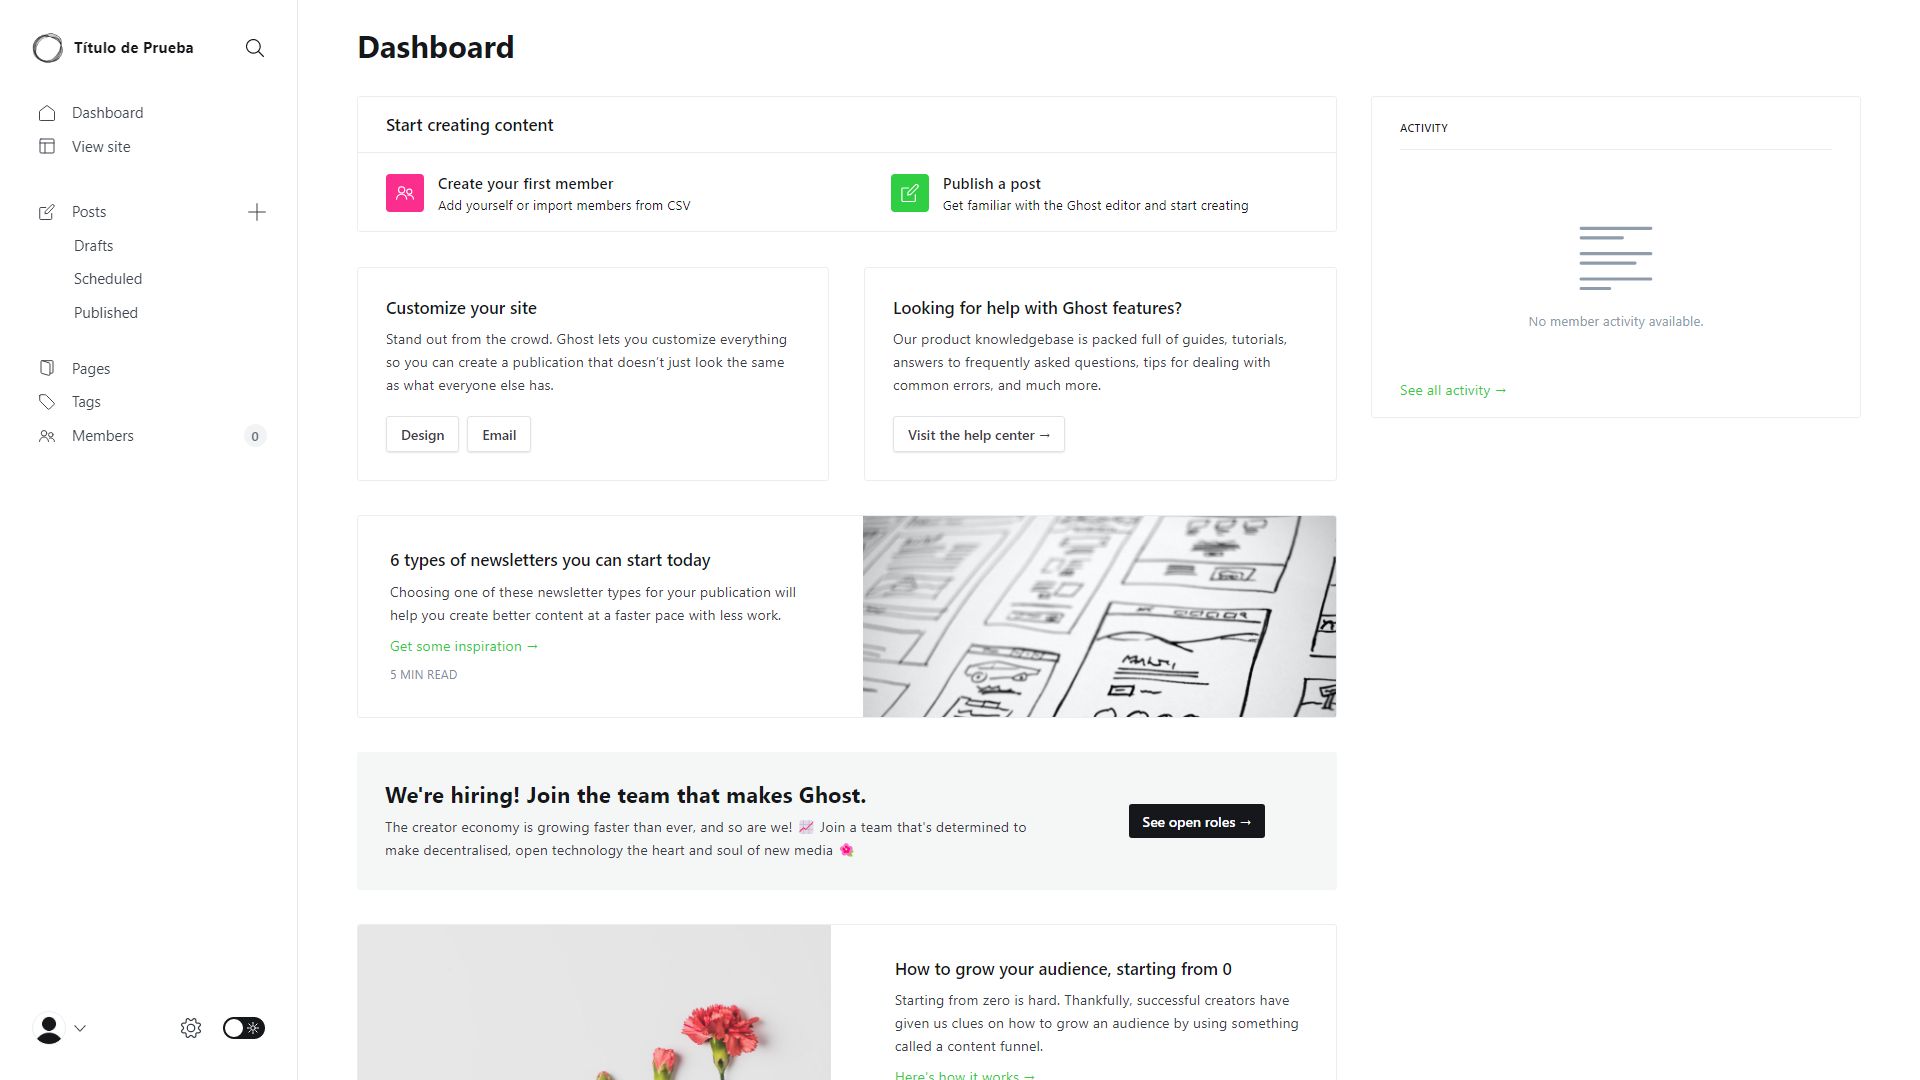 Título de Prueba
Dashboard
View site
Posts
Drafts
Scheduled
Published
Pages
Tags
Members
0
Dashboard
Start creating content
Create your first member
Add yourself or import members from CSV
Publish a post
Get familiar with the Ghost editor and start creating
Customize your site
Stand out from the crowd. Ghost lets you customize everything
so you can create a publication that doesn’t just look the same
as what everyone else has.
Design
Email
Looking for help with Ghost features?
Our product knowledgebase is packed full of guides, tutorials,
answers to frequently asked questions, tips for dealing with
common errors, and much more.
Visit the help center →
6 types of newsletters you can start today
Choosing one of these newsletter types for your publication will
help you create better content at a faster pace with less work.
Get some inspiration →
5 MIN READ
We're hiring! Join the team that makes Ghost.
The creator economy is growing faster than ever, and so are we! 📈 Join a team that's determined to
make decentralised, open technology the heart and soul of new media 🌺
See open roles →
How to grow your audience, starting from 0
Starting from zero is hard. Thankfully, successful creators have
given us clues on how to grow an audience by using something
called a content funnel.
Here's how it works →
ACTIVITY
No member activity available.
See all activity →